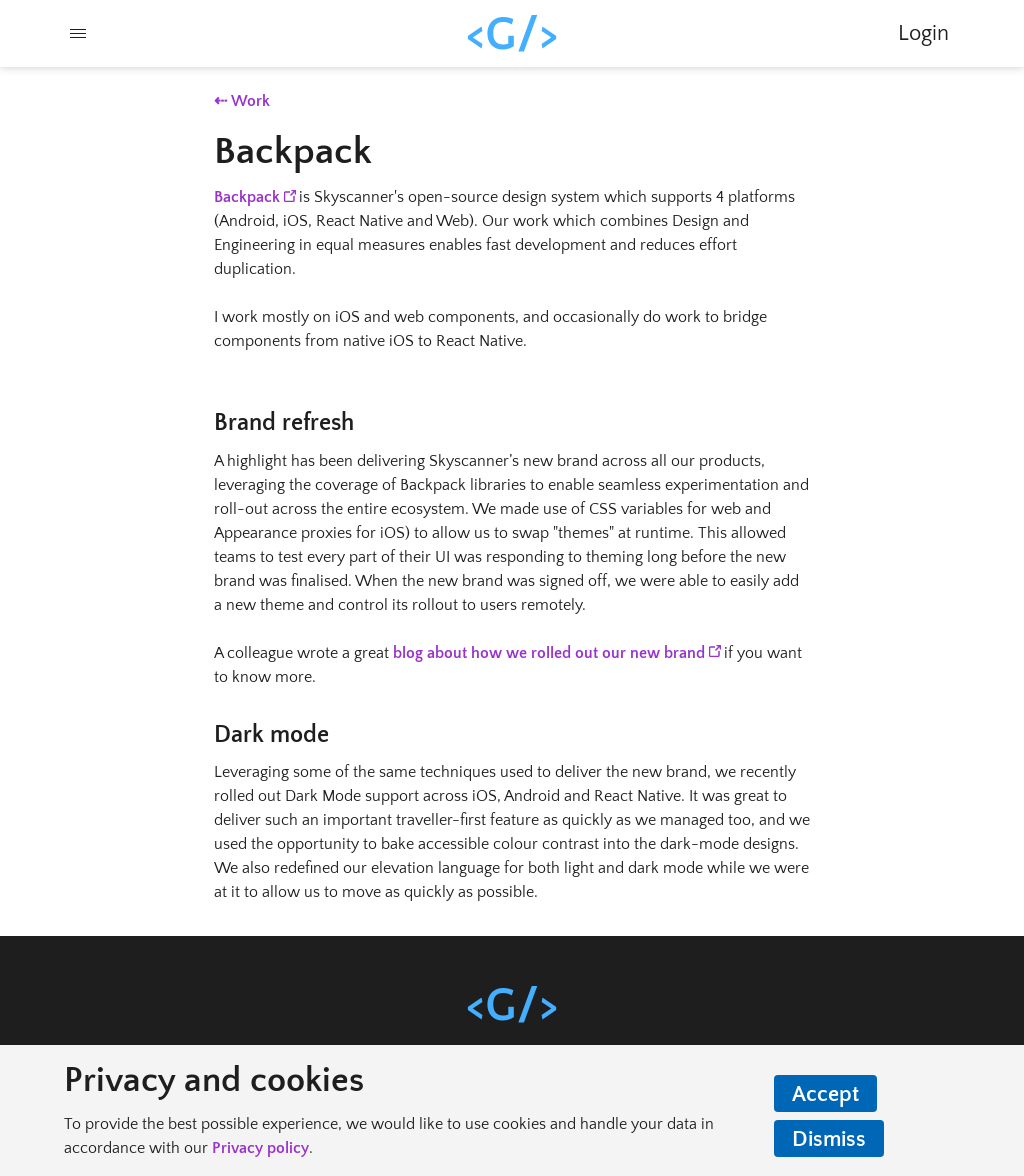 <G/>
Login
⇠ Work
Backpack
Backpack is Skyscanner's open-source design system which supports 4 platforms
(Android, iOS, React Native and Web). Our work which combines Design and
Engineering in equal measures enables fast development and reduces effort
duplication.
I work mostly on iOS and web components, and occasionally do work to bridge
components from native iOS to React Native.
Brand refresh
A highlight has been delivering Skyscanner’s new brand across all our products,
leveraging the coverage of Backpack libraries to enable seamless experimentation and
roll-out across the entire ecosystem. We made use of CSS variables for web and
Appearance proxies for iOS) to allow us to swap "themes" at runtime. This allowed
teams to test every part of their UI was responding to theming long before the new
brand was finalised. When the new brand was signed off, we were able to easily add
a new theme and control its rollout to users remotely.
A colleague wrote a great blog about how we rolled out our new brand if you want
to know more.
Dark mode
Leveraging some of the same techniques used to deliver the new brand, we recently
rolled out Dark Mode support across iOS, Android and React Native. It was great to
deliver such an important traveller-first feature as quickly as we managed too, and we
used the opportunity to bake accessible colour contrast into the dark-mode designs.
We also redefined our elevation language for both light and dark mode while we were
at it to allow us to move as quickly as possible.
<G/>
Privacy and cookies
To provide the best possible experience, we would like to use cookies and handle your data in
accordance with our Privacy policy.
Accept
Dismiss